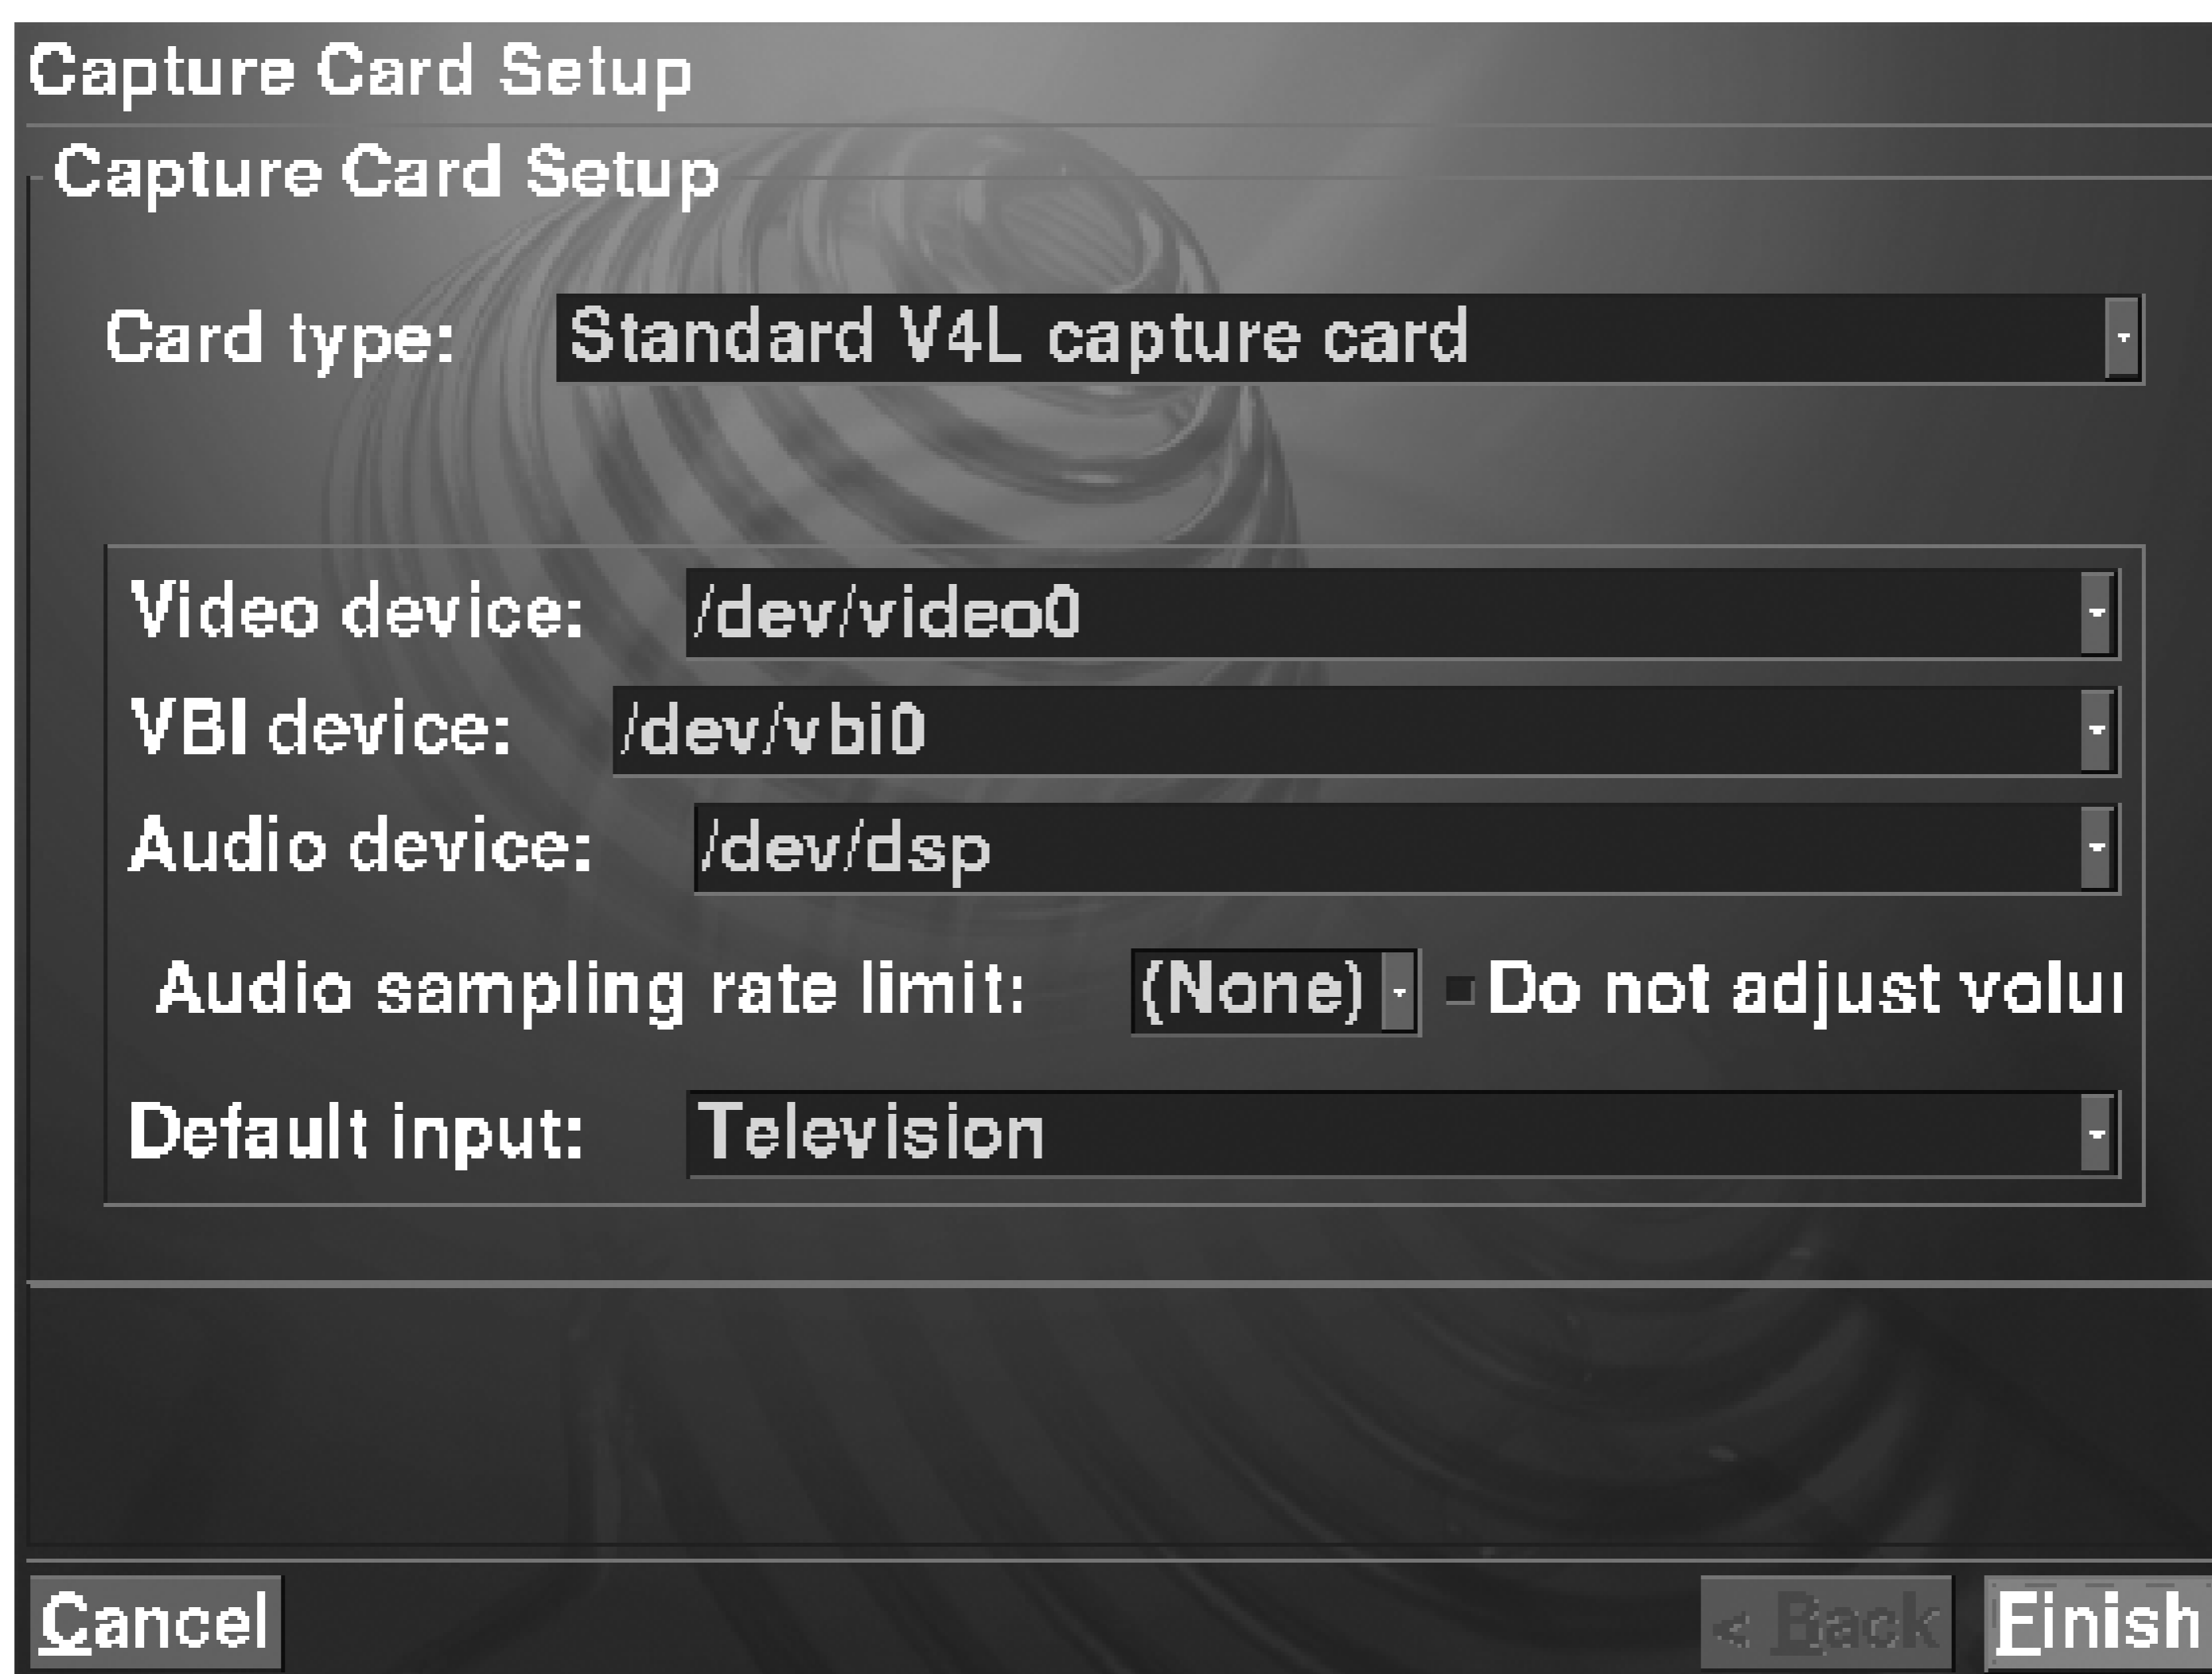 Capture Card Setup
Capture Card Setup
Card type: Standard V4L capture card
Video device: /dev/video0
VBI device: /dev/vbi0
Audio device: /dev/dsp
Audio sampling rate limit: (None) Do not adjust
Default input: Television
Cancel < Back Finish